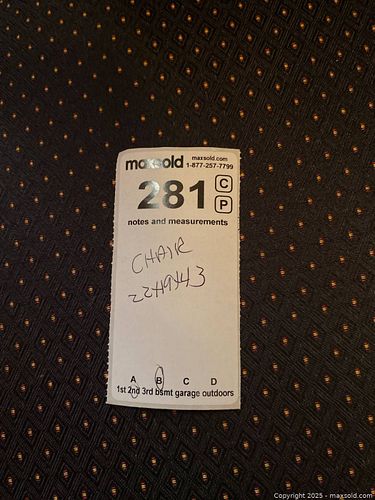 maxsold
maxsold.com
1-877-257-7799
281
C
P
notes and measurements
CHAIR
A B C D
1st 2nd 3rd bsmt garage outdoors
Copyright 2025 - maxsold.com